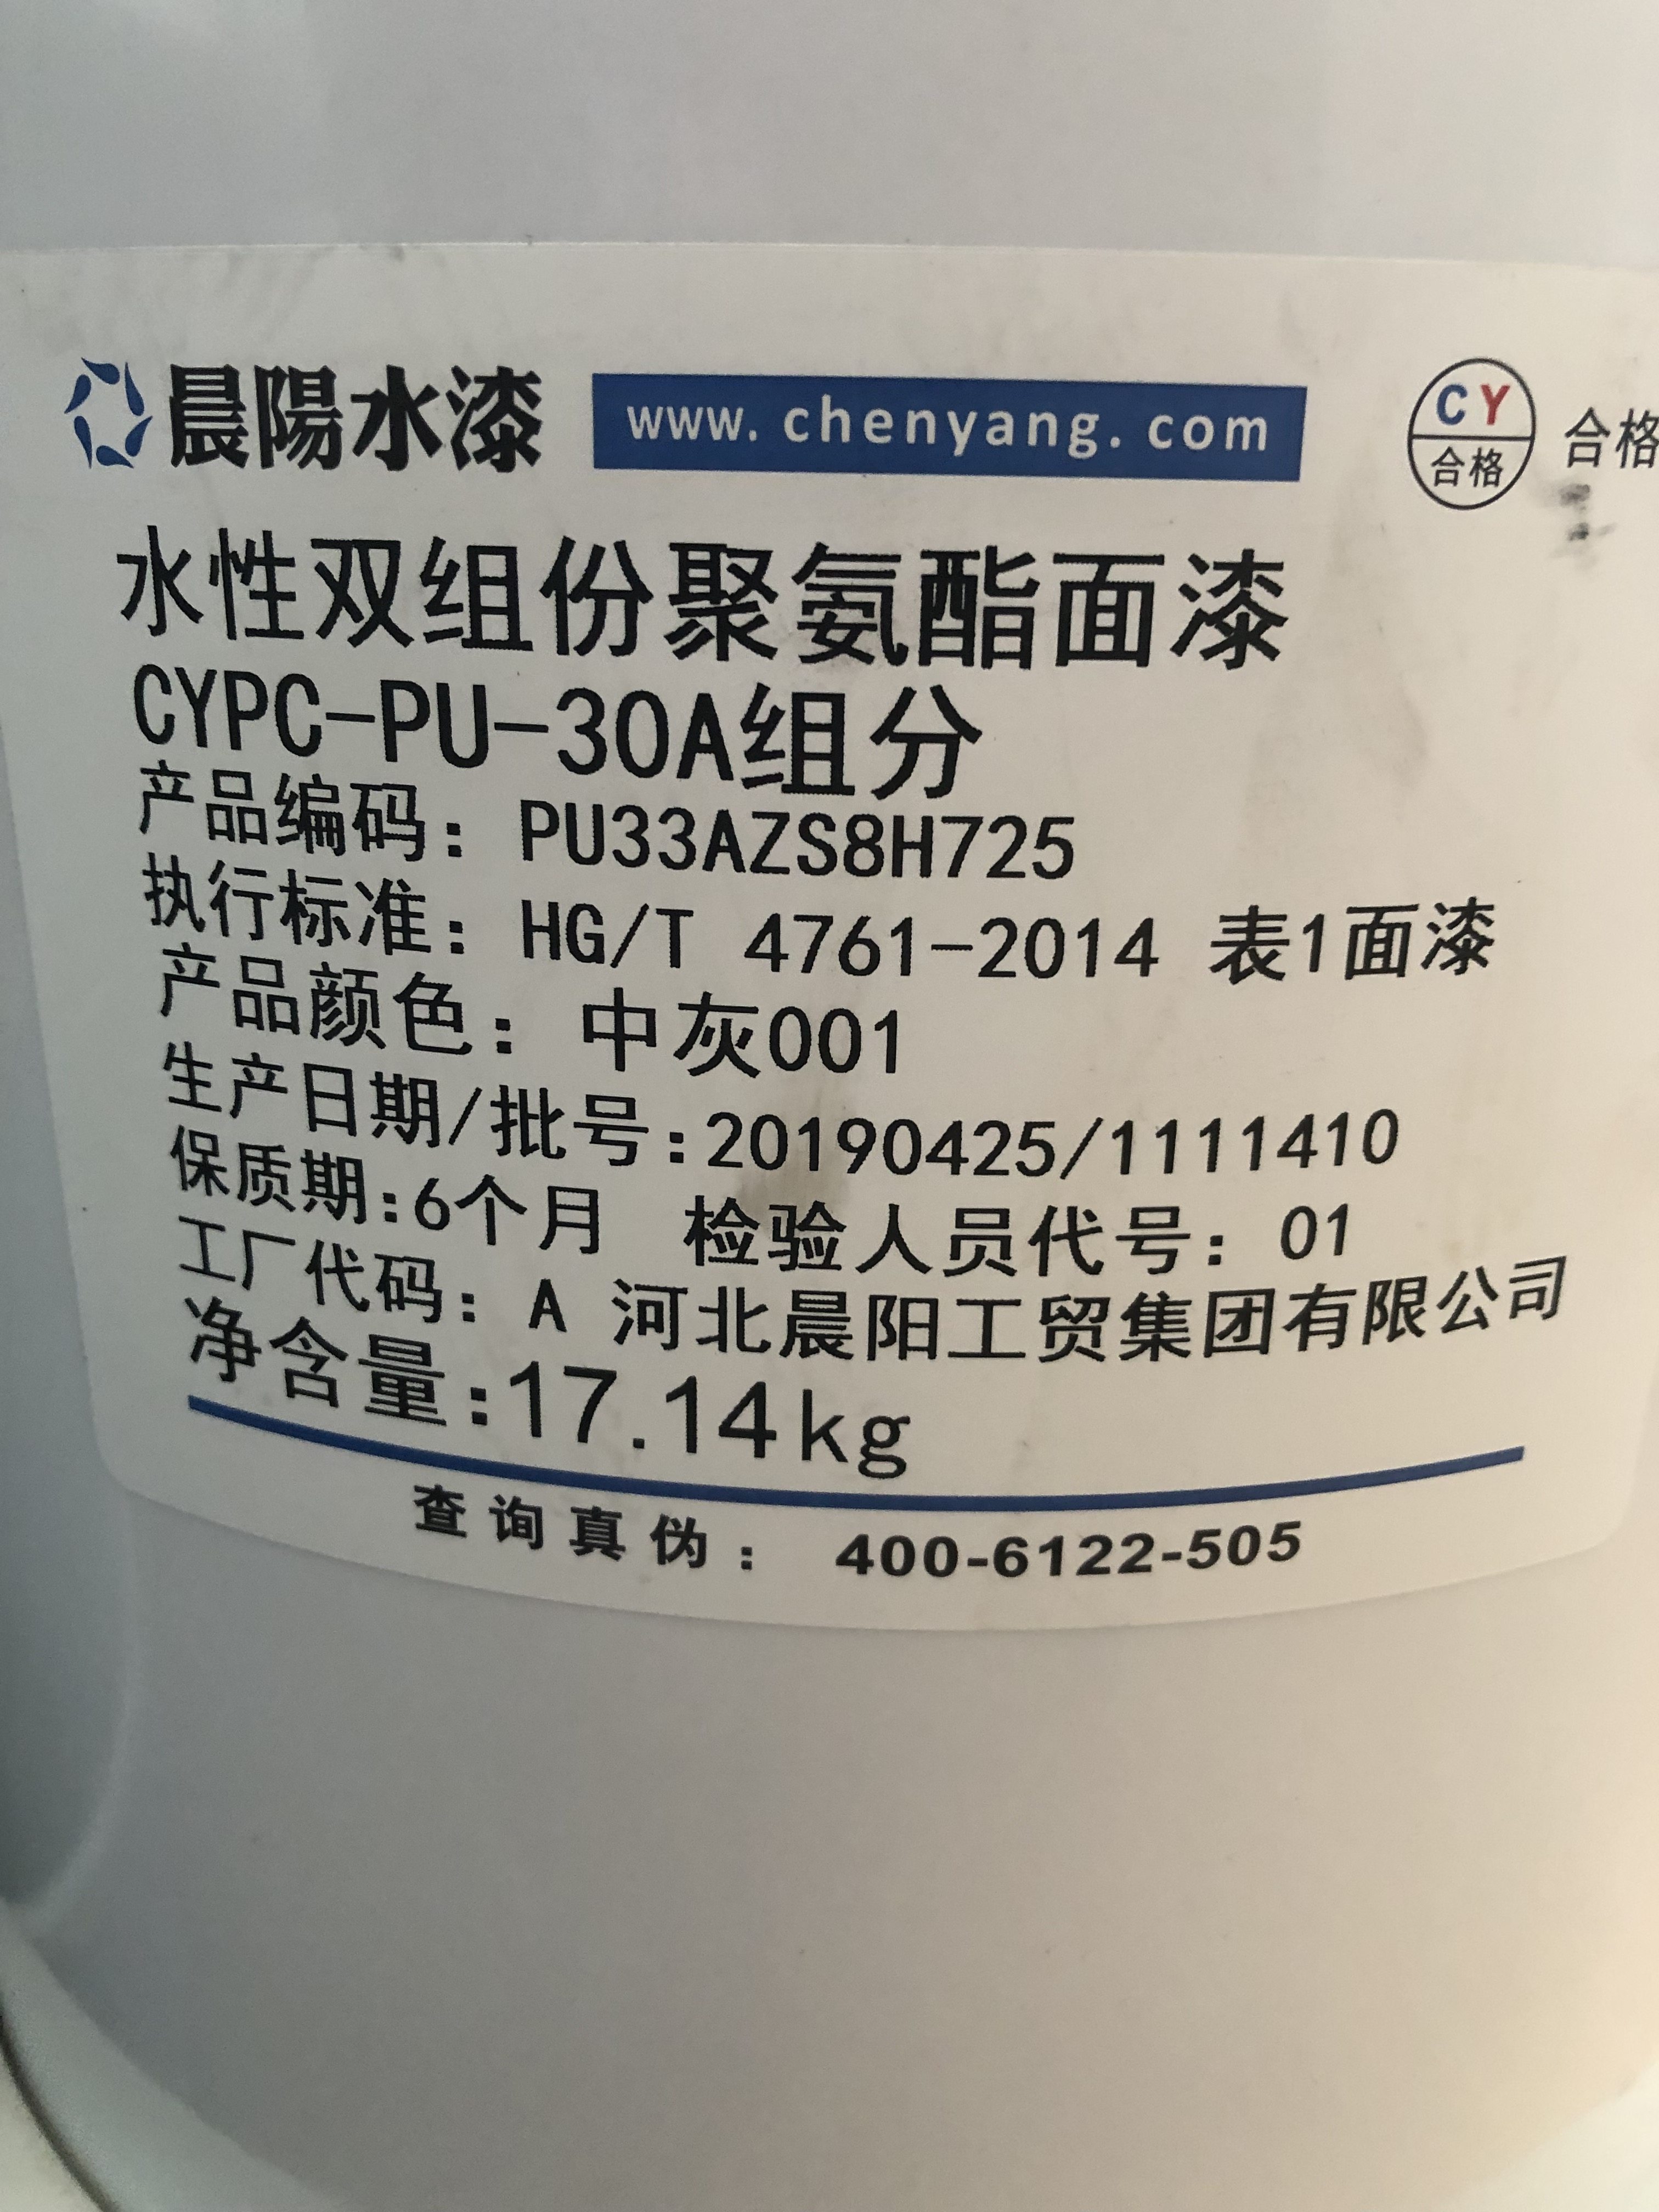 晨陽水漆 www.chenyang.com CY 合格 合格
水性双组份聚氨酯面漆
CYPC-PU-30A组分
产品编码：PU33AZS8H725
执行标准：HG/T 4761-2014 表1面漆
产品颜色：中灰001
生产日期/批号:20190425/1111410
保质期:6个月 检验人员代号：01
工厂代码：A 河北晨阳工贸集团有限公司
净含量:17.14kg
查询真伪：400-6122-505